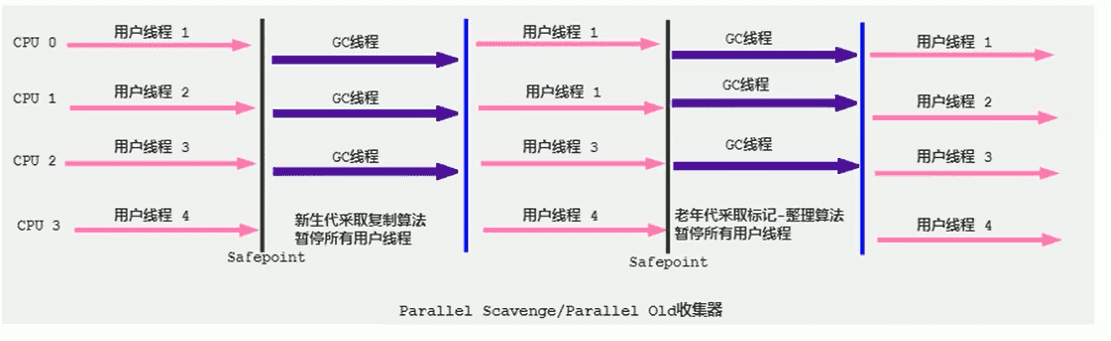 CPU 0
用户线程 1
GC线程
用户线程 1
GC线程
用户线程 1
CPU 1
用户线程 2
GC线程
用户线程 1
GC线程
用户线程 2
CPU 2
用户线程 3
GC线程
用户线程 3
GC线程
用户线程 3
CPU 3
用户线程 4
新生代采取复制算法
暂停所有用户线程
用户线程 4
老年代采取标记-整理算法
暂停所有用户线程
用户线程 4
Safepoint
Safepoint
Parallel Scavenge/Parallel Old收集器